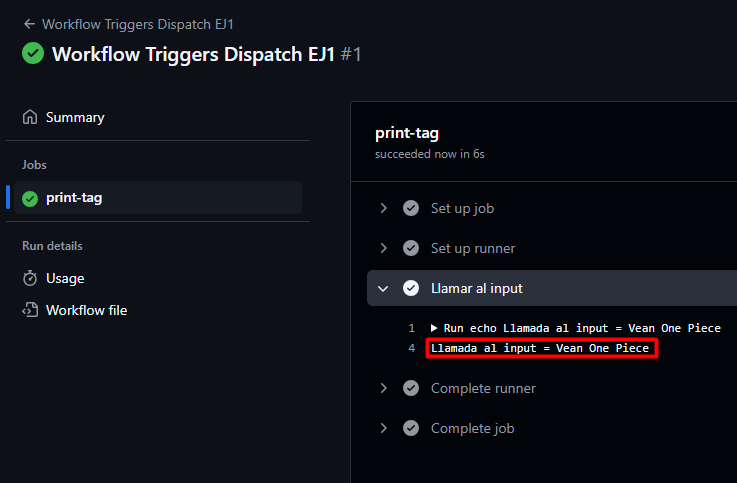 Workflow Triggers Dispatch EJ1
Workflow Triggers Dispatch EJ1 #1
Summary
Jobs
print-tag
Run details
Usage
Workflow file
print-tag
succeeded now in 6s
Set up job
Set up runner
Llamar al input
1 Run echo Llamada al input = Vean One Piece
4 Llamada al input = Vean One Piece
Complete runner
Complete job